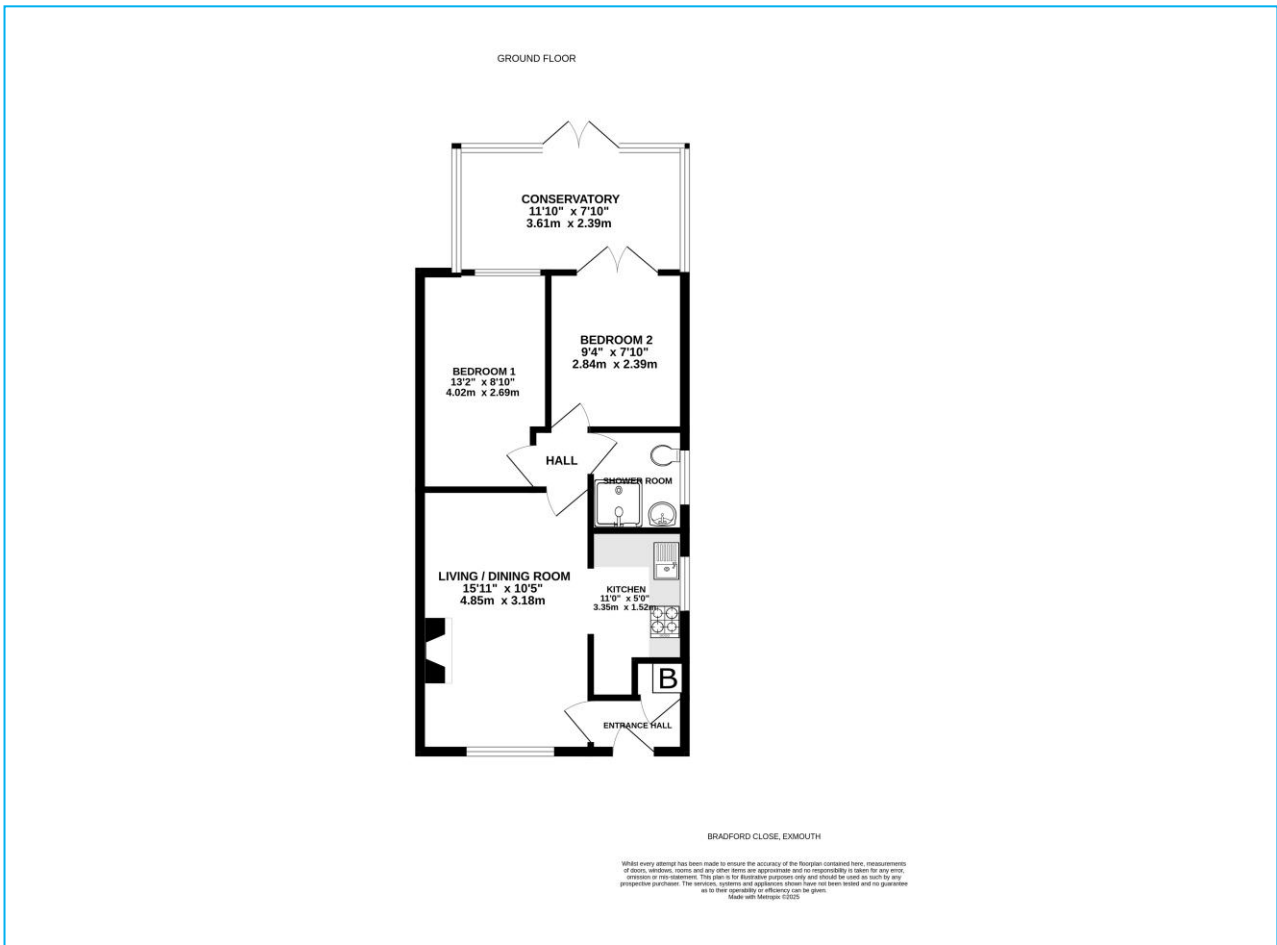 GROUND FLOOR
CONSERVATORY
11'10" x 7'10"
3.61m x 2.39m
BEDROOM 2
9'4" x 7'10"
2.84m x 2.39m
BEDROOM 1
13'2" x 8'10"
4.02m x 2.69m
HALL
SHOWER ROOM
LIVING / DINING ROOM
15'11" x 10'5"
4.85m x 3.18m
KITCHEN
11'0" x 5'0"
3.35m x 1.52m
B
ENTRANCE HALL
BRADFORD CLOSE, EXMOUTH
Whilst every attempt has been made to ensure the accuracy of the floorplan contained here, measurements
of doors, windows, rooms and any other items are approximate and no responsibility is taken for any error,
omission or mis-statement. This plan is for illustrative purposes only and should be used as such by any
prospective purchaser. The services, systems and appliances shown have not been tested and no guarantee
as to their operability or efficiency can be given.
Made with Metropix ©2025